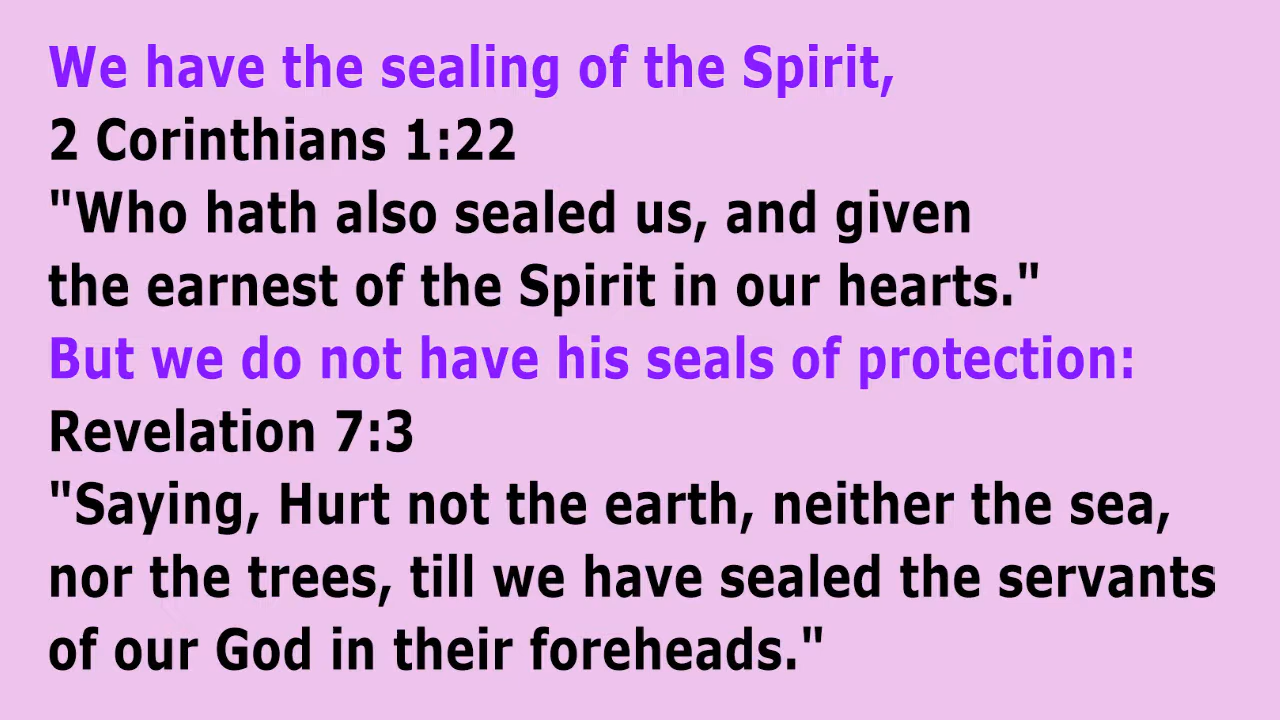 We have the sealing of the Spirit,
2 Corinthians 1:22
"Who hath also sealed us, and given
the earnest of the Spirit in our hearts."
But we do not have his seals of protection:
Revelation 7:3
"Saying, Hurt not the earth, neither the sea,
nor the trees, till we have sealed the servants
of our God in their foreheads."